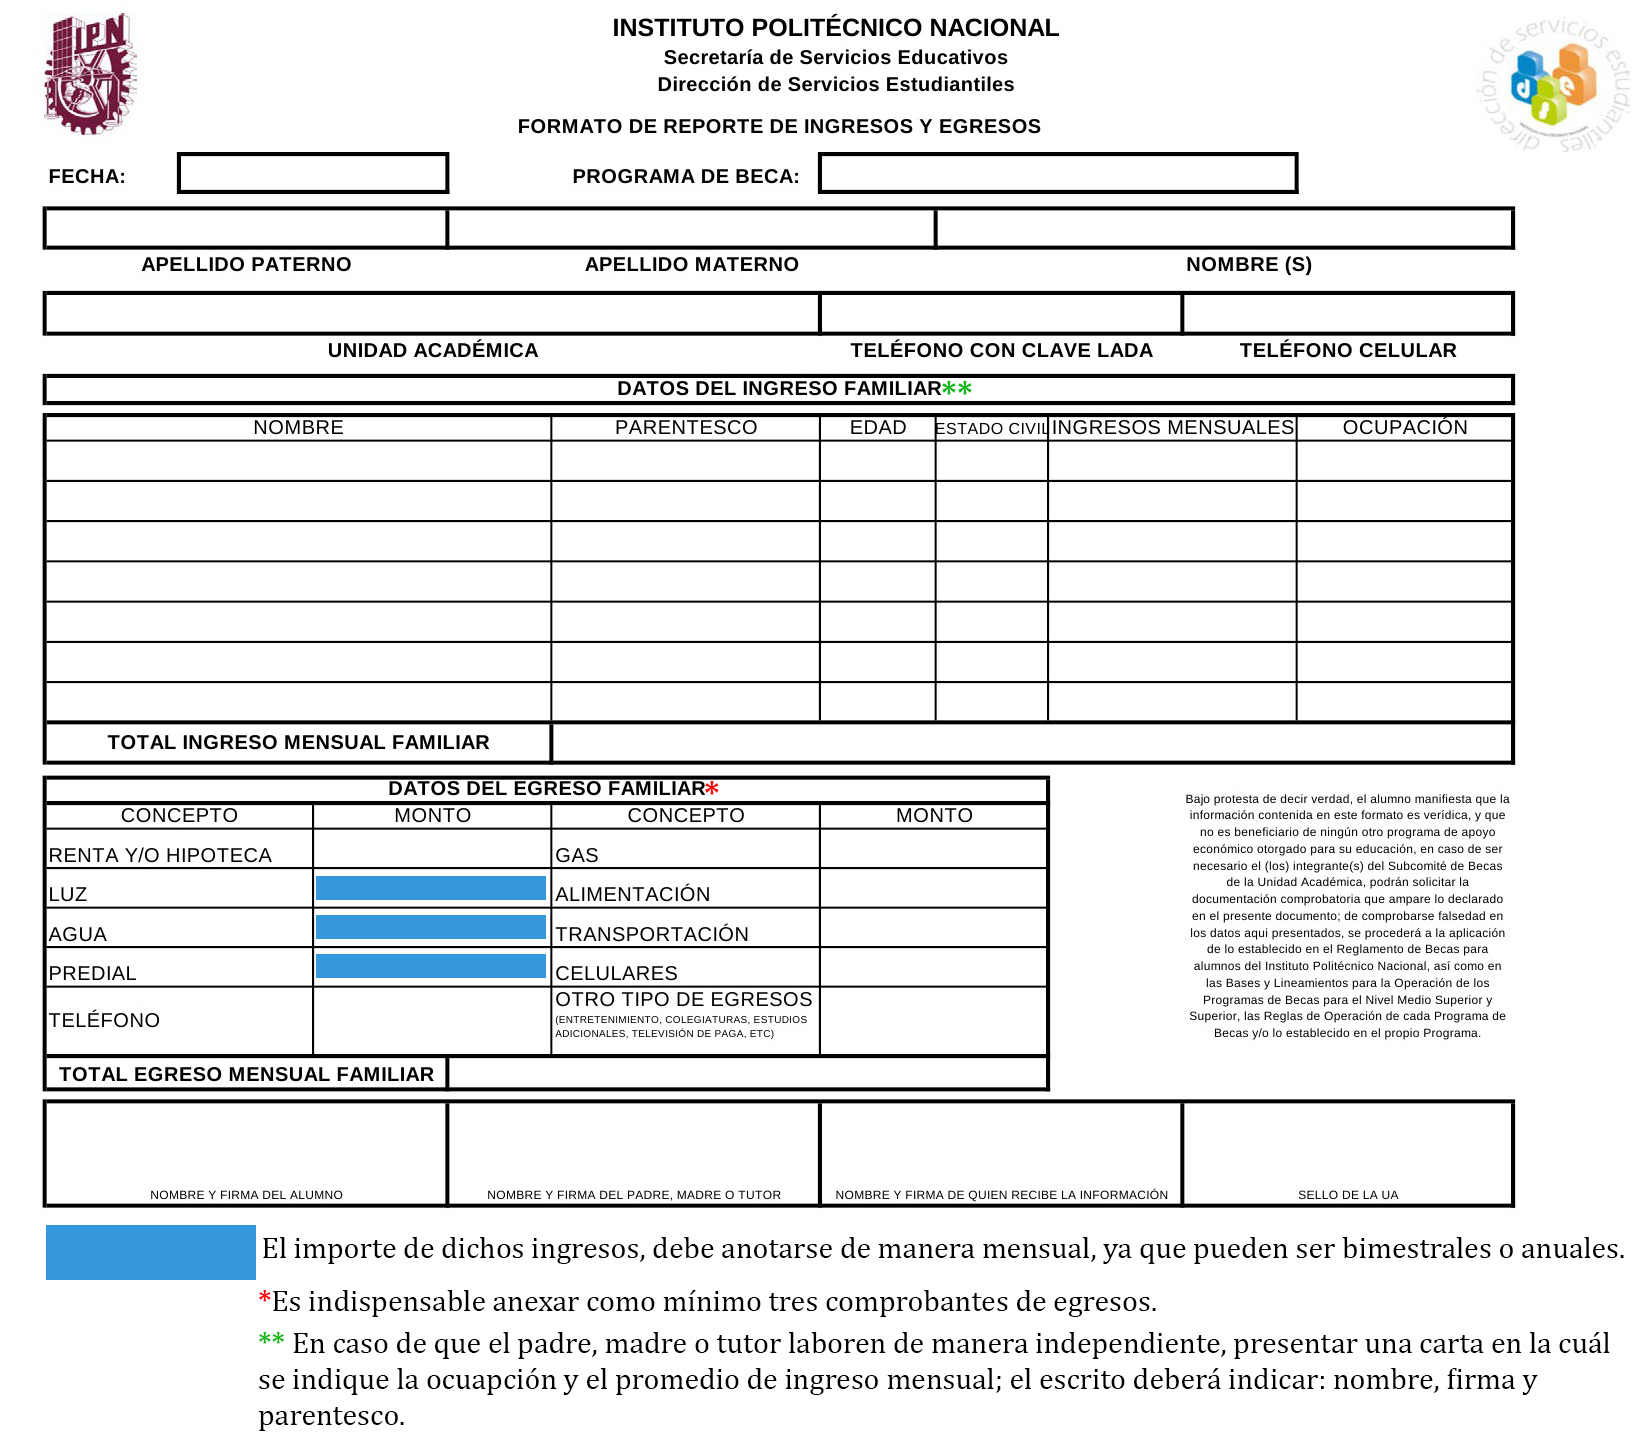 IPN
INSTITUTO POLITÉCNICO NACIONAL
Secretaría de Servicios Educativos
Dirección de Servicios Estudiantiles
dirección de servicios estudiantiles
dse
FORMATO DE REPORTE DE INGRESOS Y EGRESOS
FECHA: PROGRAMA DE BECA:
APELLIDO PATERNO APELLIDO MATERNO NOMBRE (S)
UNIDAD ACADÉMICA TELÉFONO CON CLAVE LADA TELÉFONO CELULAR
DATOS DEL INGRESO FAMILIAR**
NOMBRE PARENTESCO EDAD ESTADO CIVIL INGRESOS MENSUALES OCUPACIÓN
TOTAL INGRESO MENSUAL FAMILIAR
DATOS DEL EGRESO FAMILIAR*
CONCEPTO MONTO CONCEPTO MONTO
RENTA Y/O HIPOTECA GAS
LUZ ALIMENTACIÓN
AGUA TRANSPORTACIÓN
PREDIAL CELULARES
TELÉFONO OTRO TIPO DE EGRESOS
(ENTRETENIMIENTO, COLEGIATURAS, ESTUDIOS
ADICIONALES, TELEVISIÓN DE PAGA, ETC)
TOTAL EGRESO MENSUAL FAMILIAR
Bajo protesta de decir verdad, el alumno manifiesta que la
información contenida en este formato es verídica, y que
no es beneficiario de ningún otro programa de apoyo
económico otorgado para su educación, en caso de ser
necesario el (los) integrante(s) del Subcomité de Becas
de la Unidad Académica, podrán solicitar la
documentación comprobatoria que ampare lo declarado
en el presente documento; de comprobarse falsedad en
los datos aqui presentados, se procederá a la aplicación
de lo establecido en el Reglamento de Becas para
alumnos del Instituto Politécnico Nacional, así como en
las Bases y Lineamientos para la Operación de los
Programas de Becas para el Nivel Medio Superior y
Superior, las Reglas de Operación de cada Programa de
Becas y/o lo establecido en el propio Programa.
NOMBRE Y FIRMA DEL ALUMNO NOMBRE Y FIRMA DEL PADRE, MADRE O TUTOR NOMBRE Y FIRMA DE QUIEN RECIBE LA INFORMACIÓN SELLO DE LA UA
El importe de dichos ingresos, debe anotarse de manera mensual, ya que pueden ser bimestrales o anuales.
*Es indispensable anexar como mínimo tres comprobantes de egresos.
** En caso de que el padre, madre o tutor laboren de manera independiente, presentar una carta en la cuál
se indique la ocuapción y el promedio de ingreso mensual; el escrito deberá indicar: nombre, firma y
parentesco.